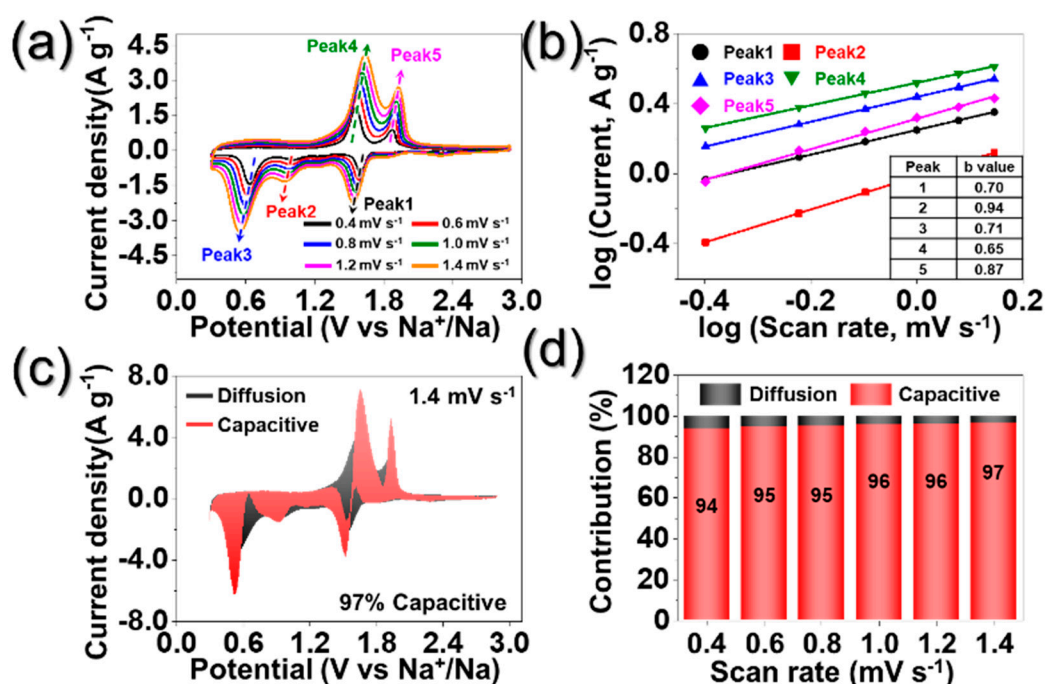 (a)
4.5
3.0
1.5
0.0
-1.5
-3.0
-4.5
Current density(A g⁻¹)
Peak4
Peak5
Peak1
Peak2
Peak3
0.4 mV s⁻¹
0.6 mV s⁻¹
0.8 mV s⁻¹
1.0 mV s⁻¹
1.2 mV s⁻¹
1.4 mV s⁻¹
0.0 0.6 1.2 1.8 2.4 3.0
Potential (V vs Na⁺/Na)
(b)
0.8
0.4
0.0
-0.4
log (Current, A g⁻¹)
Peak1 Peak2
Peak3 Peak4
Peak5
Peak b value
1 0.70
2 0.94
3 0.71
4 0.65
5 0.87
-0.4 -0.2 0.0 0.2
log (Scan rate, mV s⁻¹)
(c)
8.0
4.0
0.0
-4.0
-8.0
Current density(A g⁻¹)
Diffusion
Capacitive
1.4 mV s⁻¹
97% Capacitive
0.0 0.6 1.2 1.8 2.4 3.0
Potential (V vs Na⁺/Na)
(d)
120
100
80
60
40
20
0
Contribution (%)
Diffusion Capacitive
94 95 95 96 96 97
0.4 0.6 0.8 1.0 1.2 1.4
Scan rate (mV s⁻¹)